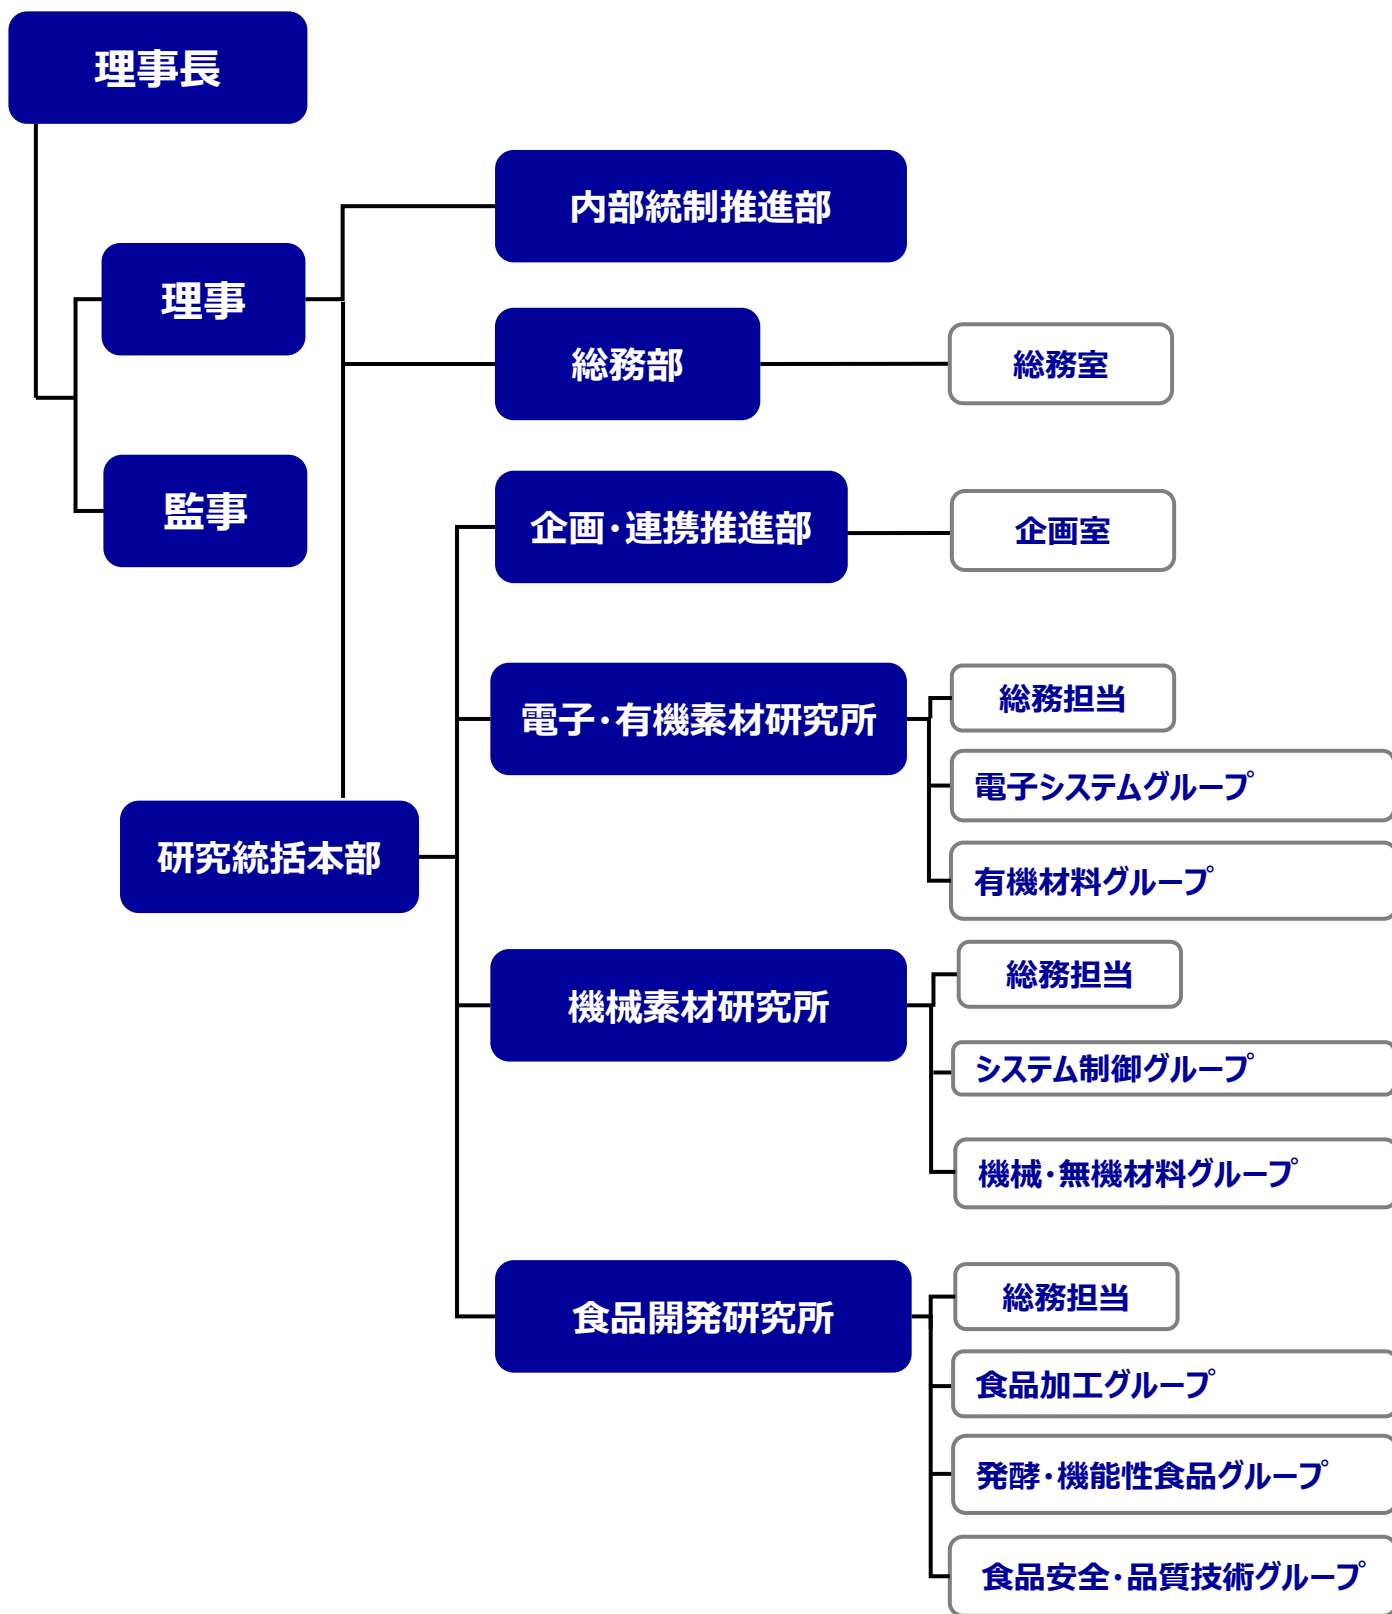 理事長
内部統制推進部
理事
総務部
総務室
監事
企画・連携推進部
企画室
電子・有機素材研究所
総務担当
電子システムグループ
有機材料グループ
研究統括本部
機械素材研究所
総務担当
システム制御グループ
機械・無機材料グループ
食品開発研究所
総務担当
食品加工グループ
発酵・機能性食品グループ
食品安全・品質技術グループ